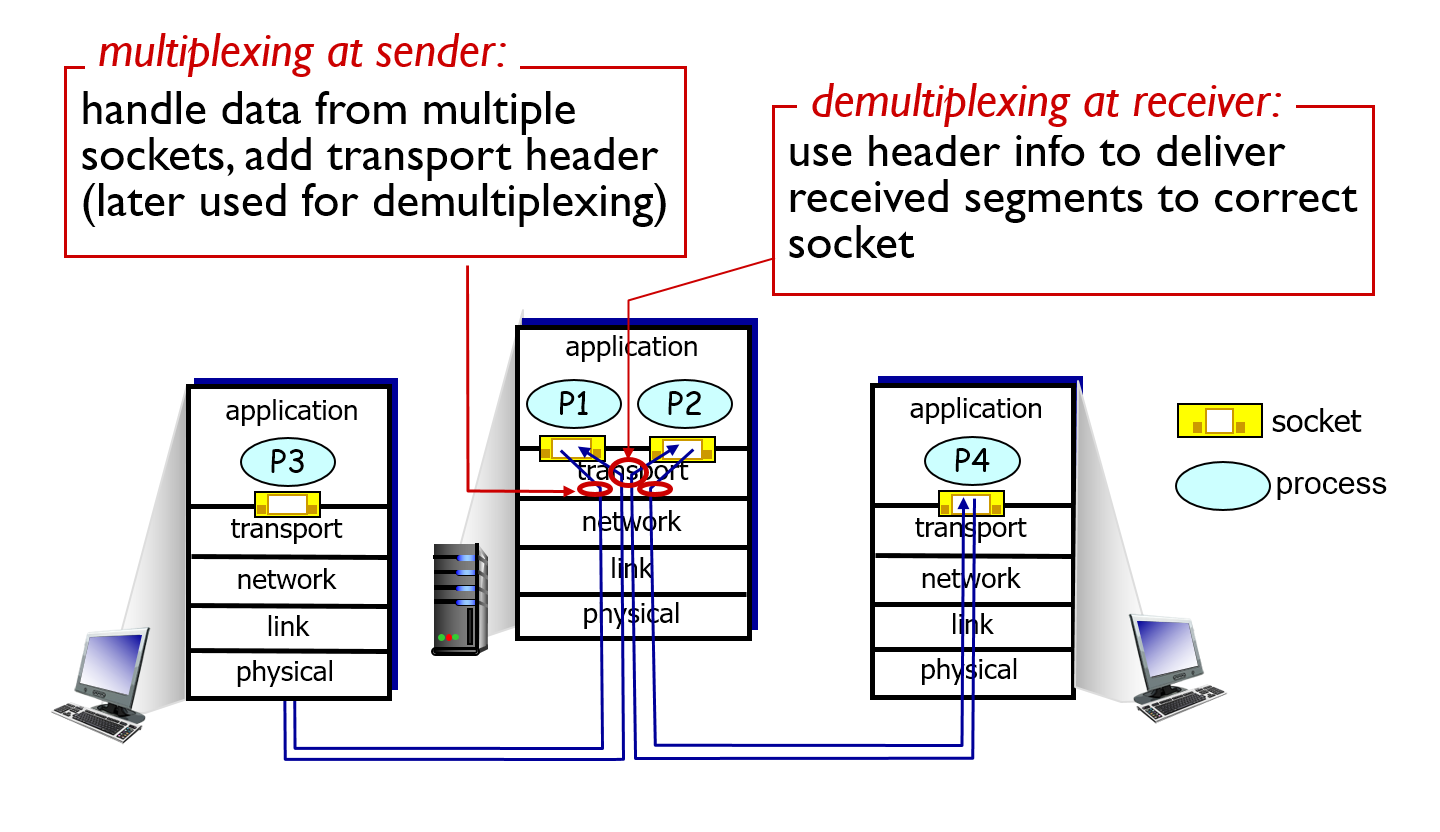 multiplexing at sender:
handle data from multiple
sockets, add transport header
(later used for demultiplexing)
demultiplexing at receiver:
use header info to deliver
received segments to correct
socket
application
P3
transport
network
link
physical
application
P1 P2
transport
network
link
physical
application
P4
transport
network
link
physical
socket
process